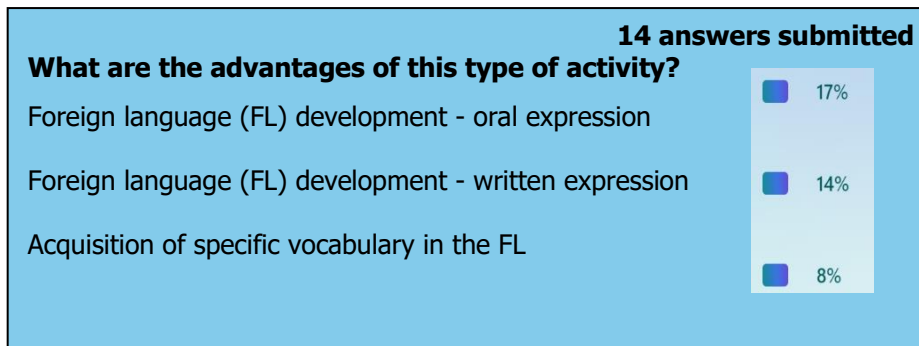 14 answers submitted
What are the advantages of this type of activity?
17%
Foreign language (FL) development - oral expression
Foreign language (FL) development - written expression
14%
Acquisition of specific vocabulary in the FL
8%